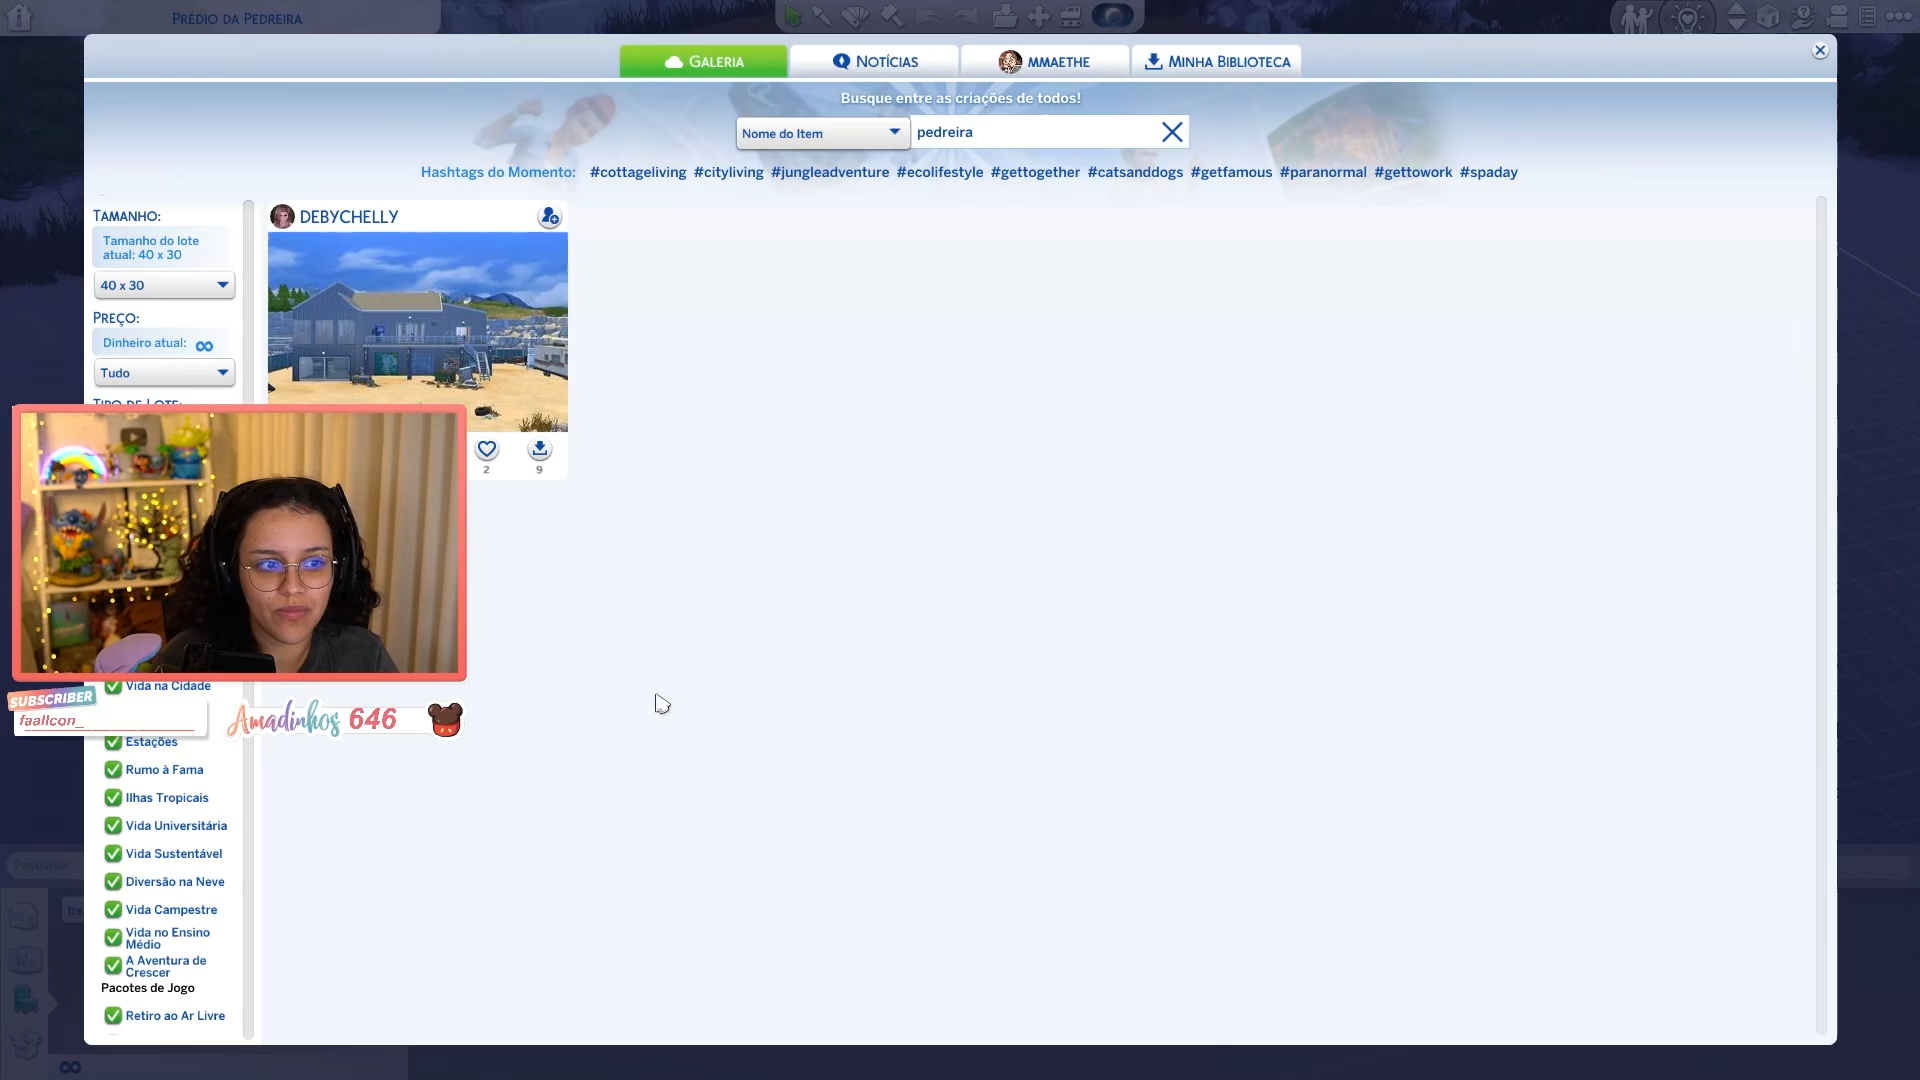 PRÉDIO DA PEDREIRA
GALERIA
NOTÍCIAS
MMAETHE
MINHA BIBLIOTECA
Busque entre as criações de todos!
Nome do Item
pedreira
Hashtags do Momento: #cottageliving #cityliving #jungleadventure #ecolifestyle #gettogether #catsanddogs #getfamous #paranormal #gettowork #spaday
TAMANHO:
Tamanho do lote
atual: 40 x 30
40 x 30
PREÇO:
Dinheiro atual: ∞
Tudo
TIPO DE LOTE:
DEBYCHELLY
2
9
Vida na Cidade
SUBSCRIBER
faallcon_
Amadinhos 646
Estações
Rumo à Fama
Ilhas Tropicais
Vida Universitária
Vida Sustentável
Diversão na Neve
Vida Campestre
Vida no Ensino
Médio
A Aventura de
Crescer
Pacotes de Jogo
Retiro ao Ar Livre
∞